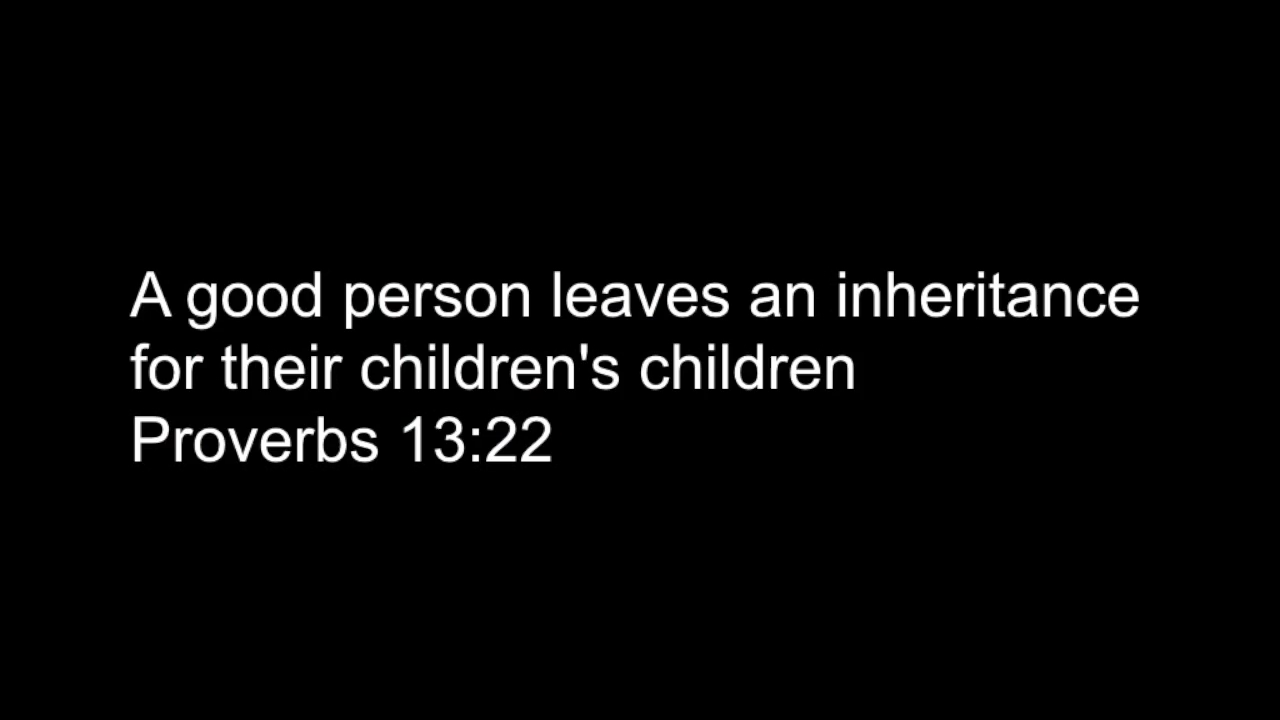 A good person leaves an inheritance
for their children's children
Proverbs 13:22